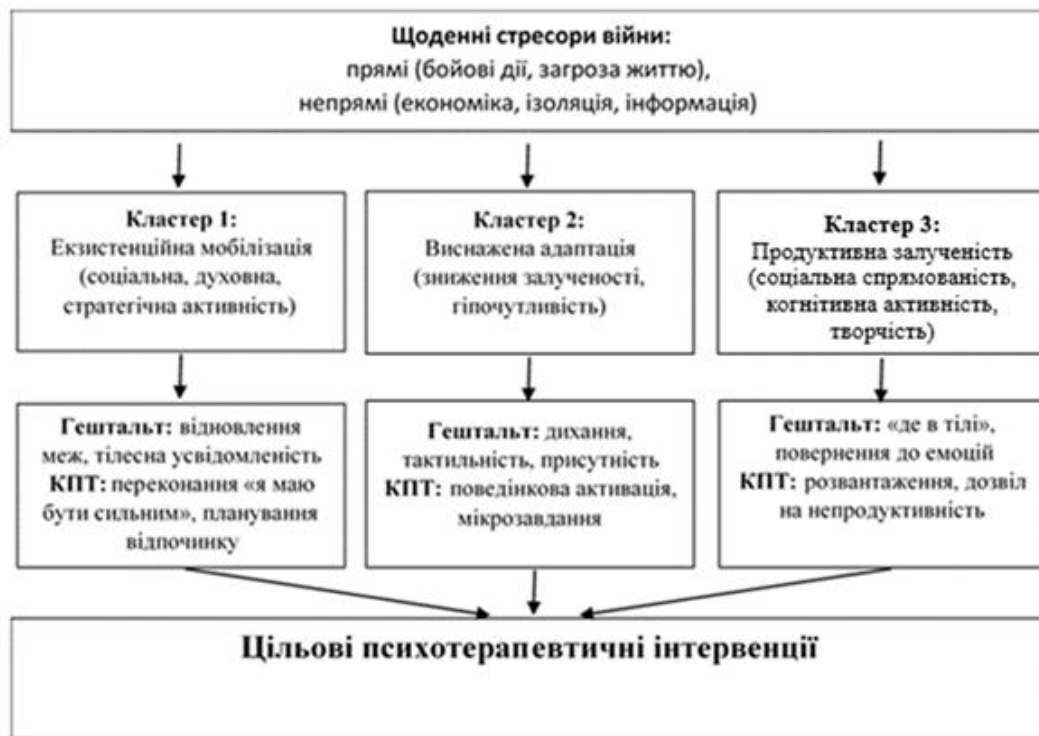 Щоденні стресори війни:
прямі (бойові дії, загроза життю),
непрямі (економіка, ізоляція, інформація)
Кластер 1:
Екзистенційна мобілізація
(соціальна, духовна,
стратегічна активність)
Кластер 2:
Виснажена адаптація
(зниження залученості,
гіпочутливість)
Кластер 3:
Продуктивна залученість
(соціальна спрямованість,
когнітивна активність,
творчість)
Гештальт: відновлення
меж, тілесна усвідомленість
КПТ: переконання «я маю
бути сильним», планування
відпочинку
Гештальт: дихання,
тактильність, присутність
КПТ: поведінкова активація,
мікрозавдання
Гештальт: «де в тілі»,
повернення до емоцій
КПТ: розвантаження, дозвіл
на непродуктивність
Цільові психотерапевтичні інтервенції